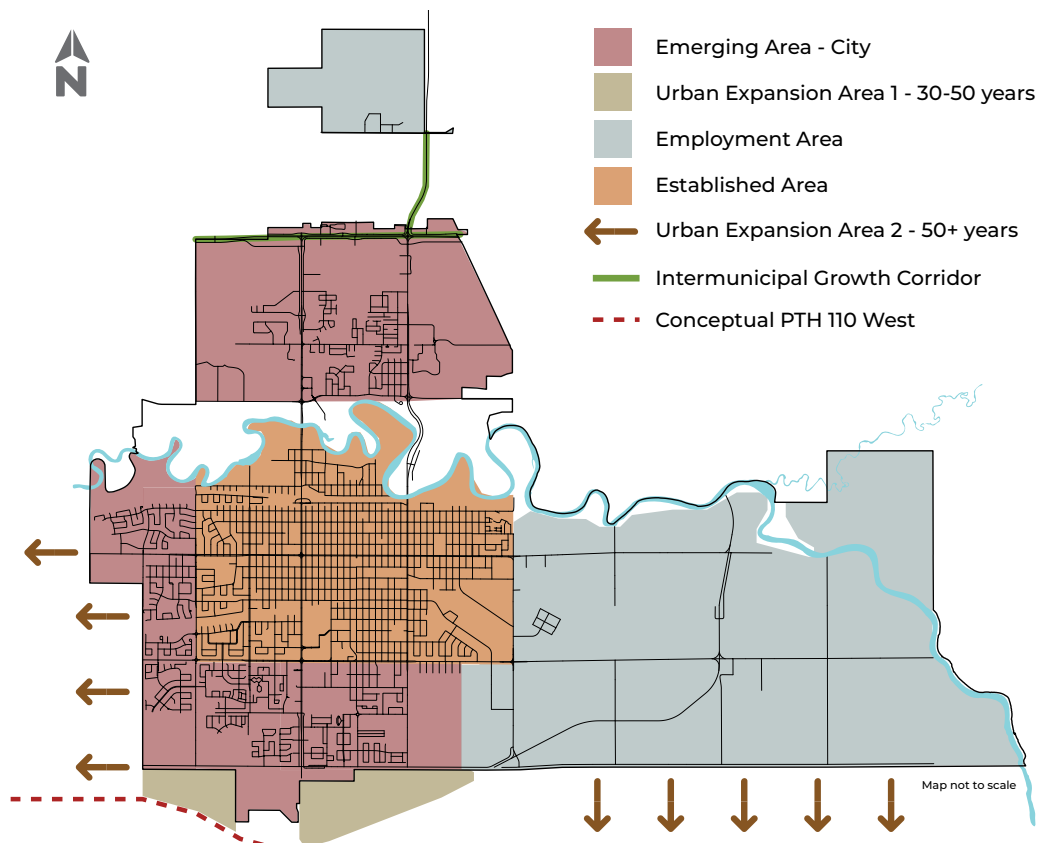 N
Emerging Area - City
Urban Expansion Area 1 - 30-50 years
Employment Area
Established Area
Urban Expansion Area 2 - 50+ years
Intermunicipal Growth Corridor
Conceptual PTH 110 West
Map not to scale